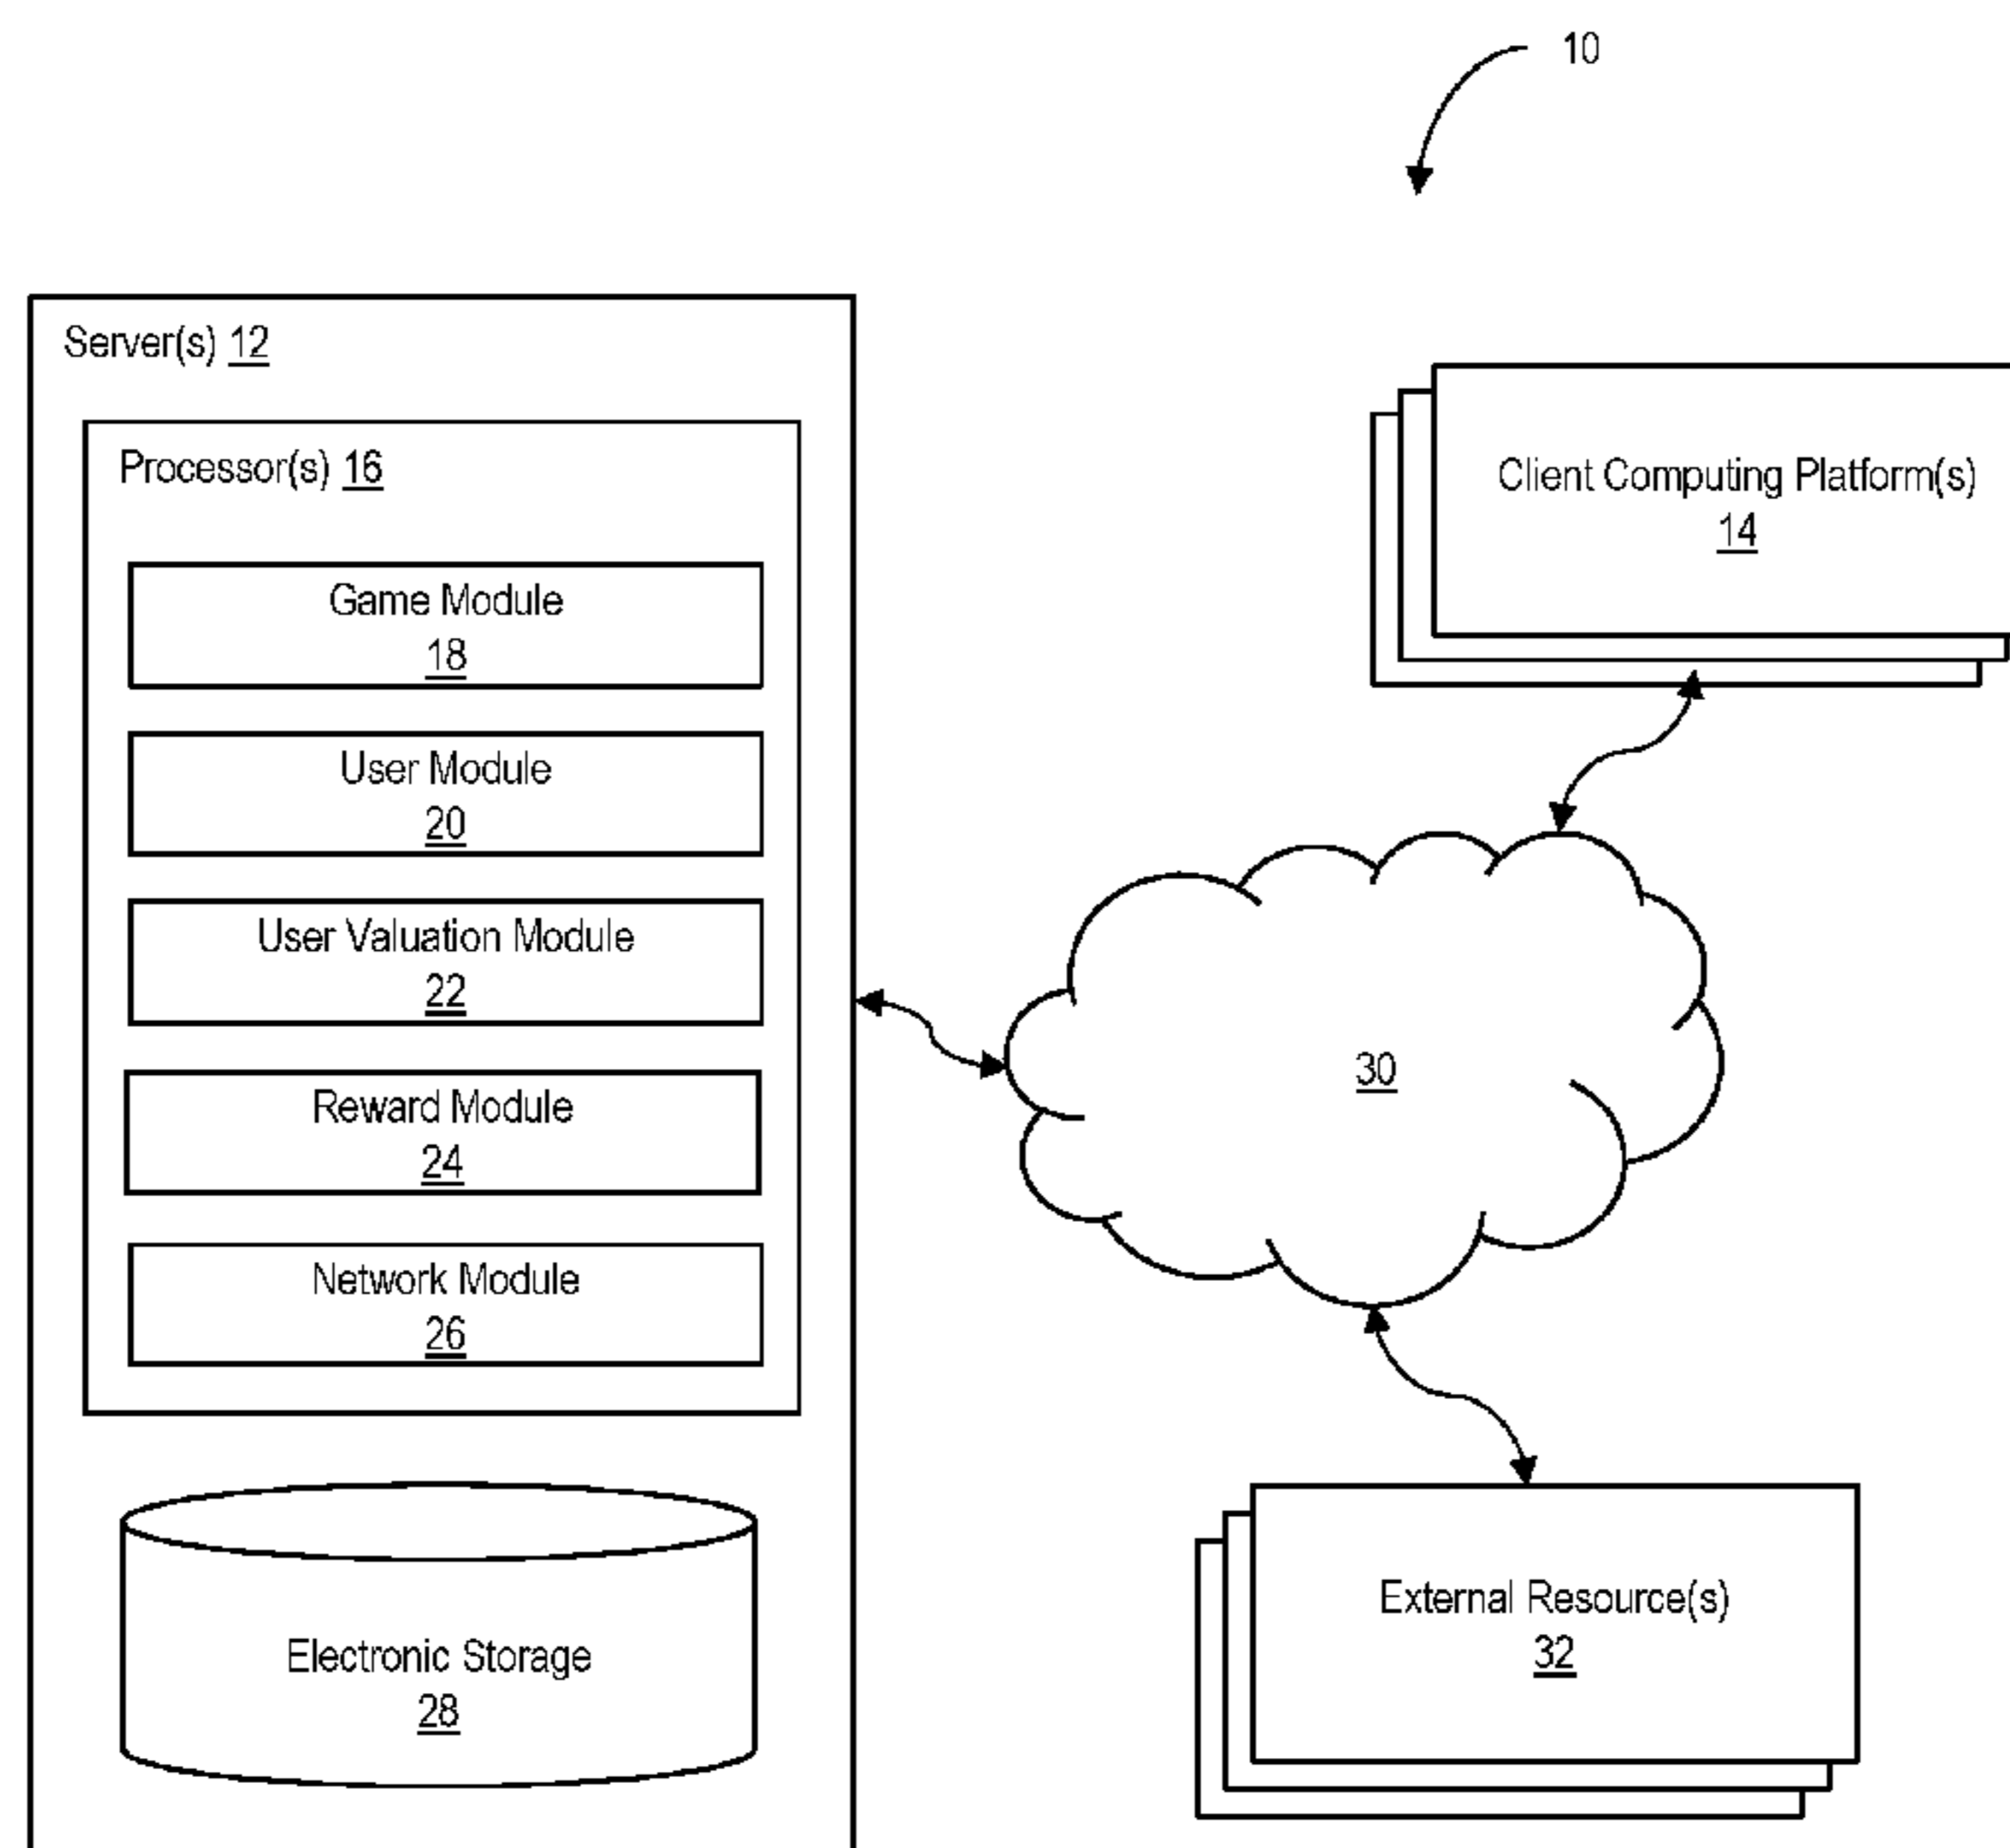 10
Server(s) 12
Processor(s) 16
Game Module
18
User Module
20
User Valuation Module
22
Reward Module
24
Network Module
26
Electronic Storage
28
Client Computing Platform(s)
14
30
External Resource(s)
32